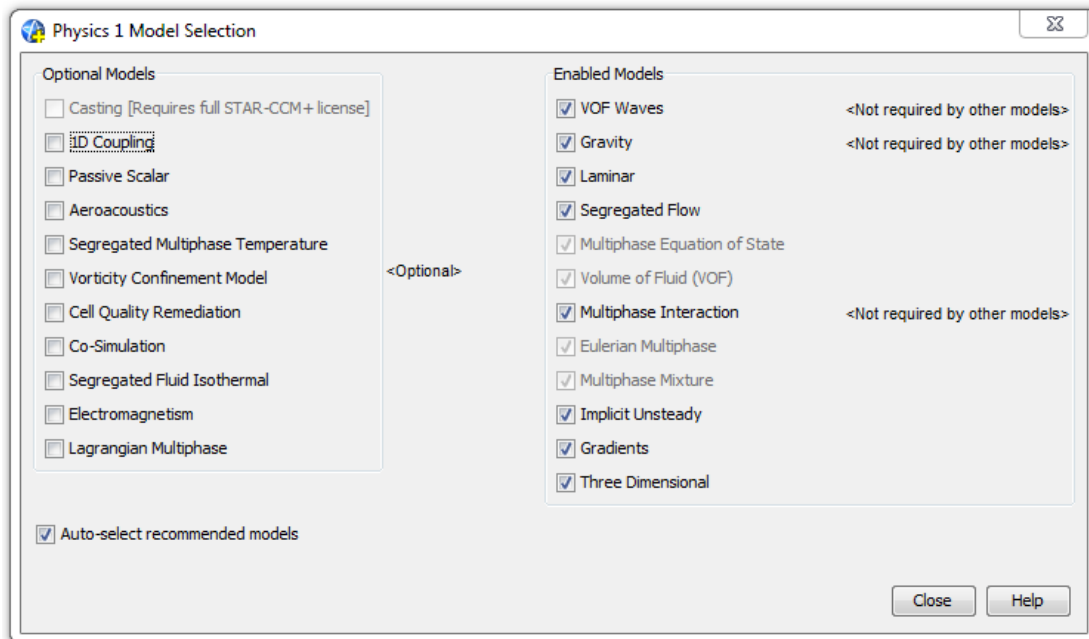 Physics 1 Model Selection
Optional Models
Casting [Requires full STAR-CCM+ license]
1D Coupling
Passive Scalar
Aeroacoustics
Segregated Multiphase Temperature
Vorticity Confinement Model
Cell Quality Remediation
Co-Simulation
Segregated Fluid Isothermal
Electromagnetism
Lagrangian Multiphase
<Optional>
Enabled Models
VOF Waves <Not required by other models>
Gravity <Not required by other models>
Laminar
Segregated Flow
Multiphase Equation of State
Volume of Fluid (VOF)
Multiphase Interaction <Not required by other models>
Eulerian Multiphase
Multiphase Mixture
Implicit Unsteady
Gradients
Three Dimensional
Auto-select recommended models
Close Help